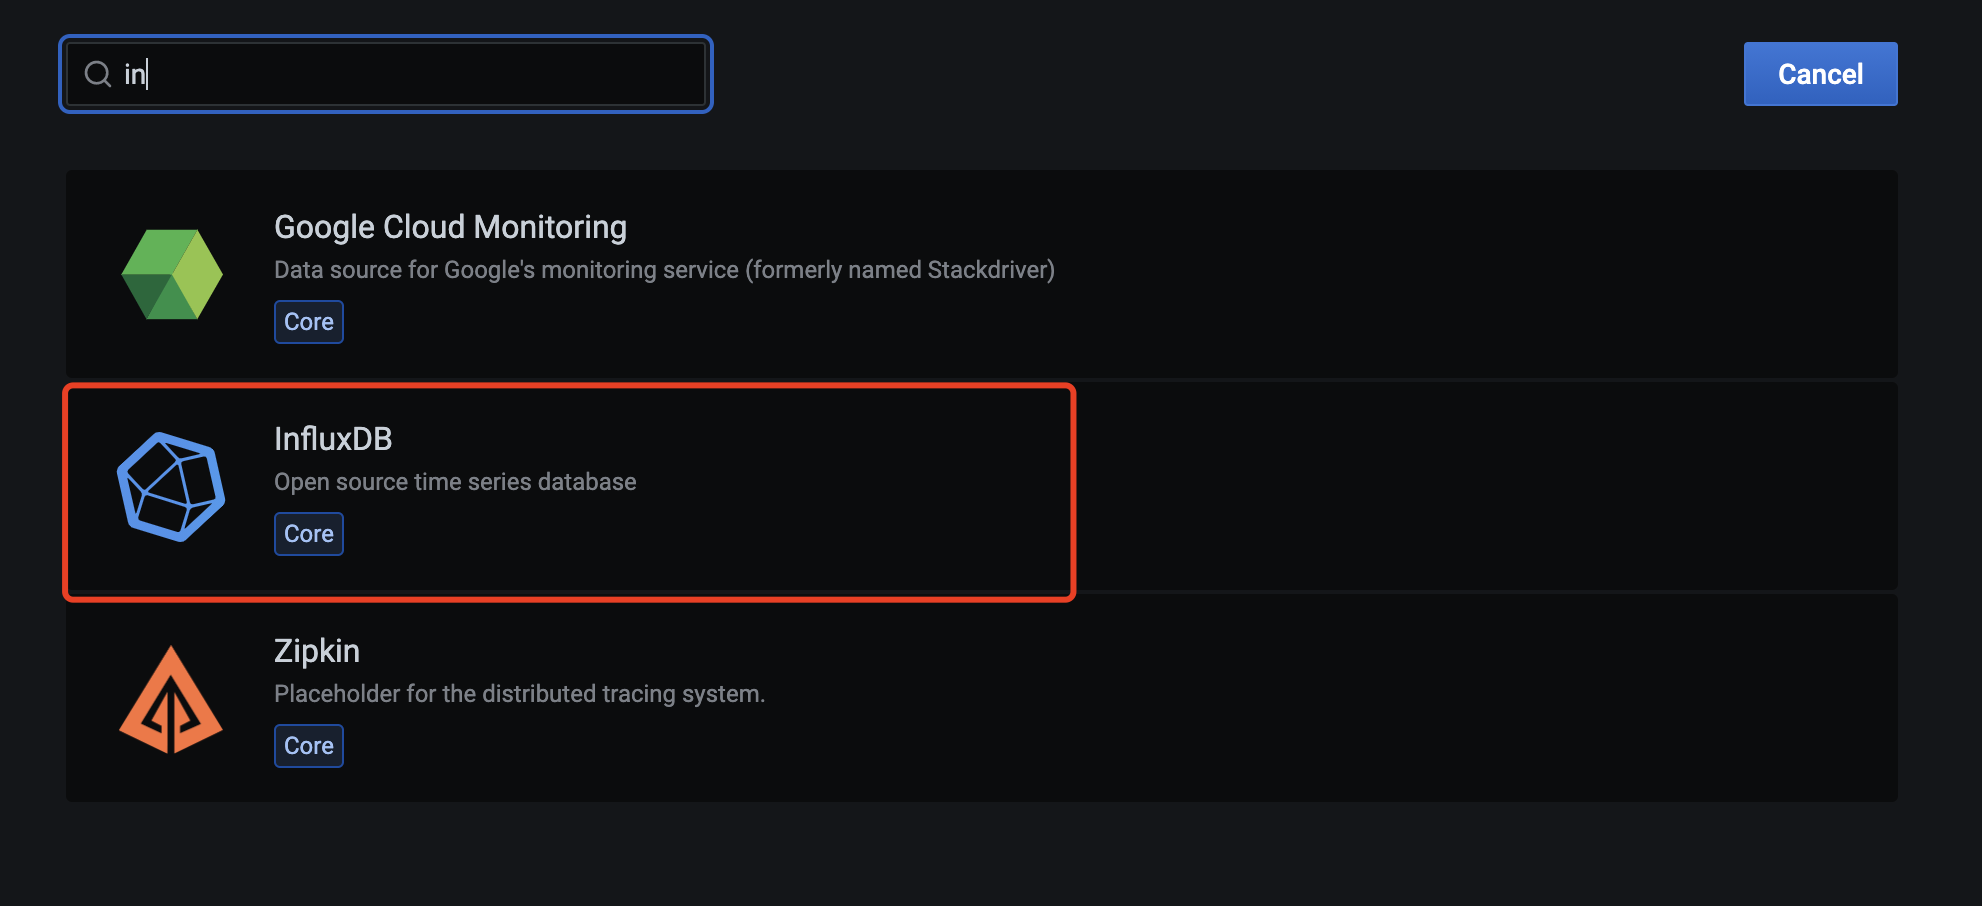 in
Cancel
Google Cloud Monitoring
Data source for Google's monitoring service (formerly named Stackdriver)
Core
InfluxDB
Open source time series database
Core
Zipkin
Placeholder for the distributed tracing system.
Core